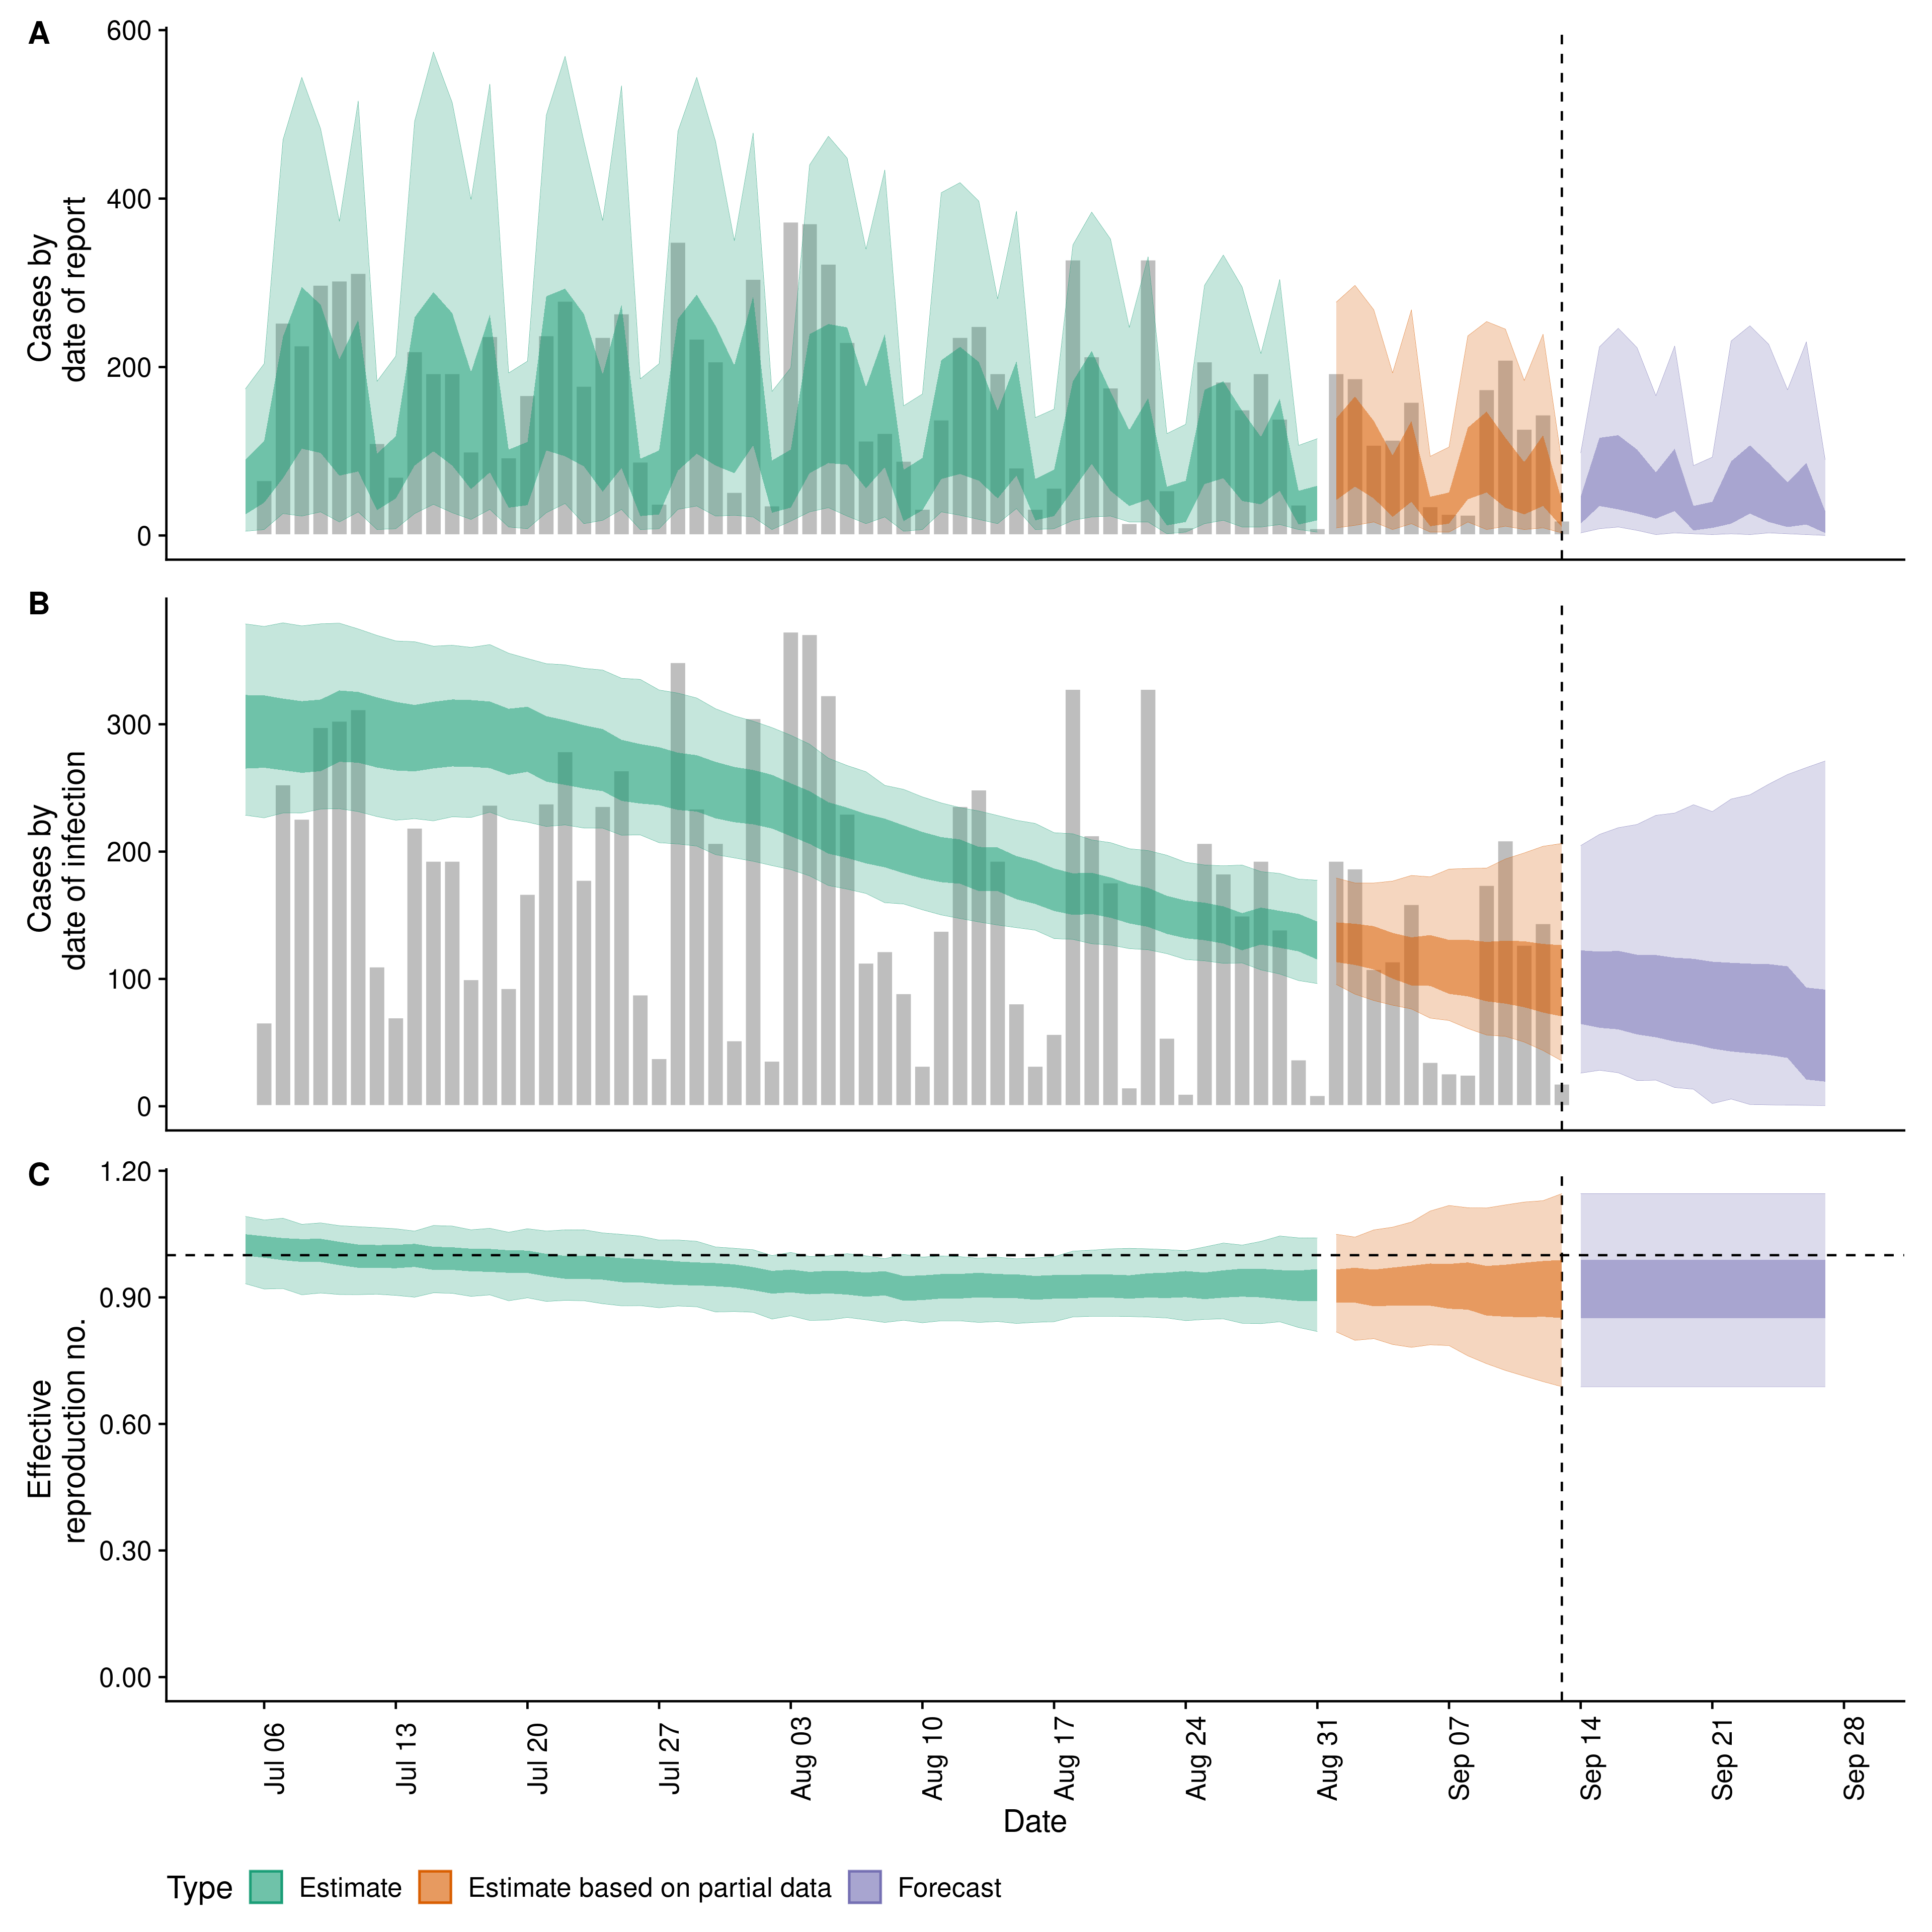 A
Cases by
date of report
600
400
200
0
B
Cases by
date of infection
300
200
100
0
C
Effective
reproduction no.
1.20
0.90
0.60
0.30
0.00
Jul 06
Jul 13
Jul 20
Jul 27
Aug 03
Aug 10
Aug 17
Aug 24
Aug 31
Sep 07
Sep 14
Sep 21
Sep 28
Date
Type Estimate Estimate based on partial data Forecast